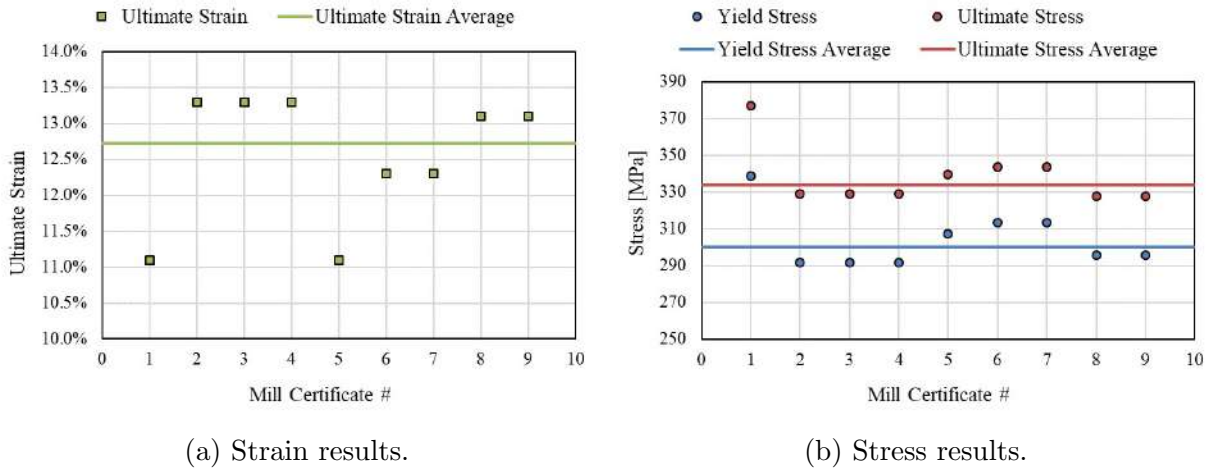 Ultimate Strain
Ultimate Strain Average
14.0%
13.5%
13.0%
12.5%
12.0%
11.5%
11.0%
10.5%
10.0%
Ultimate Strain
0 1 2 3 4 5 6 7 8 9 10
Mill Certificate #
(a) Strain results.
Yield Stress
Ultimate Stress
Yield Stress Average
Ultimate Stress Average
390
370
350
330
310
290
270
250
Stress [MPa]
0 1 2 3 4 5 6 7 8 9 10
Mill Certificate #
(b) Stress results.